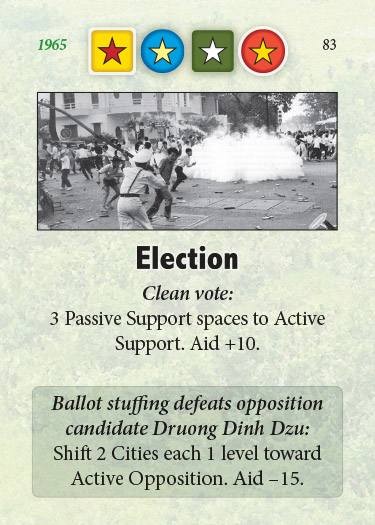 1965
83
Election
Clean vote:
3 Passive Support spaces to Active
Support. Aid +10.
Ballot stuffing defeats opposition
candidate Druong Dinh Dzu:
Shift 2 Cities each 1 level toward
Active Opposition. Aid –15.